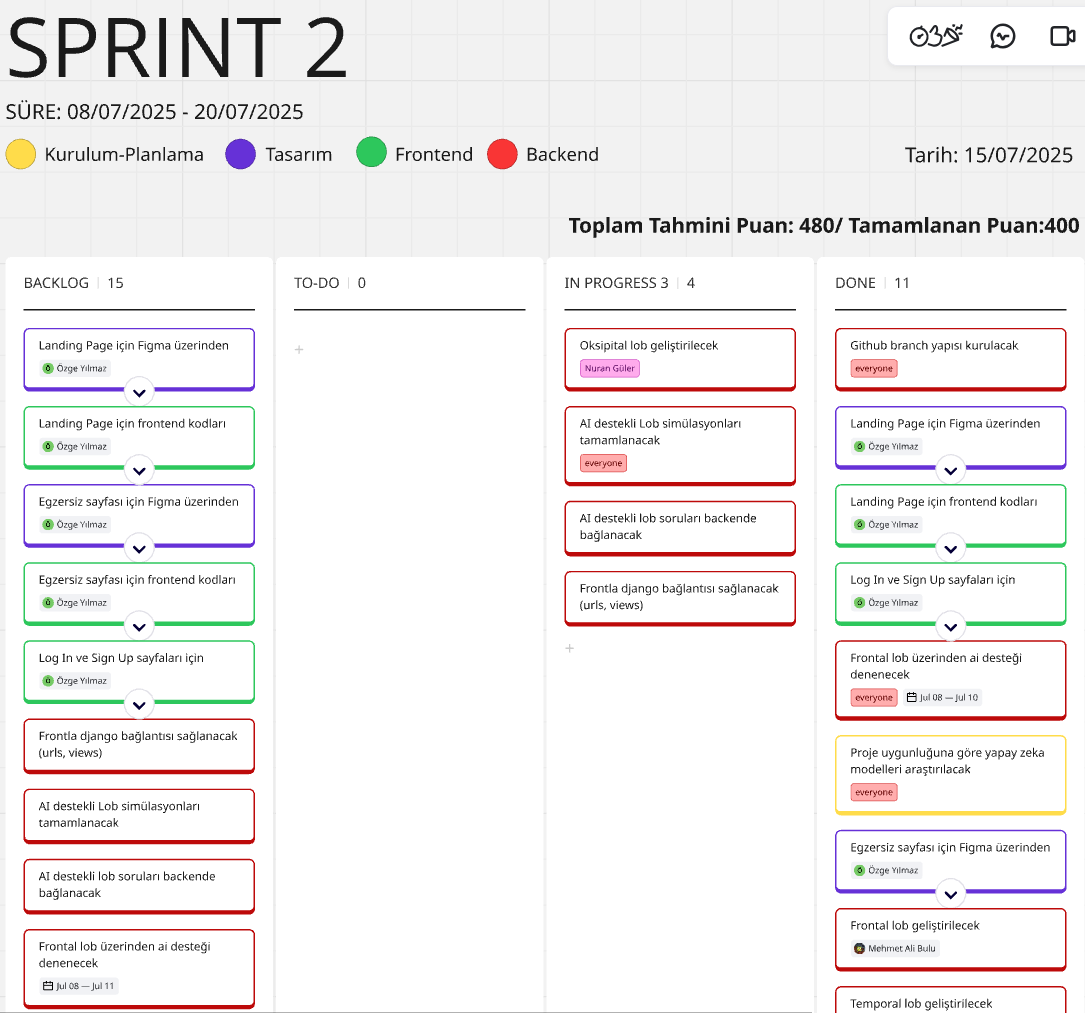 SPRINT 2
SÜRE: 08/07/2025 - 20/07/2025
Kurulum-Planlama
Tasarım
Frontend
Backend
Tarih: 15/07/2025
Toplam Tahmini Puan: 480/ Tamamlanan Puan:400
BACKLOG 15
Landing Page için Figma üzerinden
Ö Özge Yılmaz
Landing Page için frontend kodları
Ö Özge Yılmaz
Egzersiz sayfası için Figma üzerinden
Ö Özge Yılmaz
Egzersiz sayfası için frontend kodları
Ö Özge Yılmaz
Log In ve Sign Up sayfaları için
Ö Özge Yılmaz
Frontla django bağlantısı sağlanacak
(urls, views)
AI destekli Lob simülasyonları
tamamlanacak
AI destekli lob soruları backende
bağlanacak
Frontal lob üzerinden ai desteği
denenecek
Jul 08 — Jul 11
TO-DO 0
IN PROGRESS 3 4
Oksipital lob geliştirilecek
Nuran Güler
AI destekli Lob simülasyonları
tamamlanacak
everyone
AI destekli lob soruları backende
bağlanacak
Frontla django bağlantısı sağlanacak
(urls, views)
DONE 11
Github branch yapısı kurulacak
everyone
Landing Page için Figma üzerinden
Ö Özge Yılmaz
Landing Page için frontend kodları
Ö Özge Yılmaz
Log In ve Sign Up sayfaları için
Ö Özge Yılmaz
Frontal lob üzerinden ai desteği
denenecek
everyone Jul 08 — Jul 10
Proje uygunluğuna göre yapay zeka
modelleri araştırılacak
everyone
Egzersiz sayfası için Figma üzerinden
Ö Özge Yılmaz
Frontal lob geliştirilecek
Mehmet Ali Bulu
Temporal lob geliştirilecek